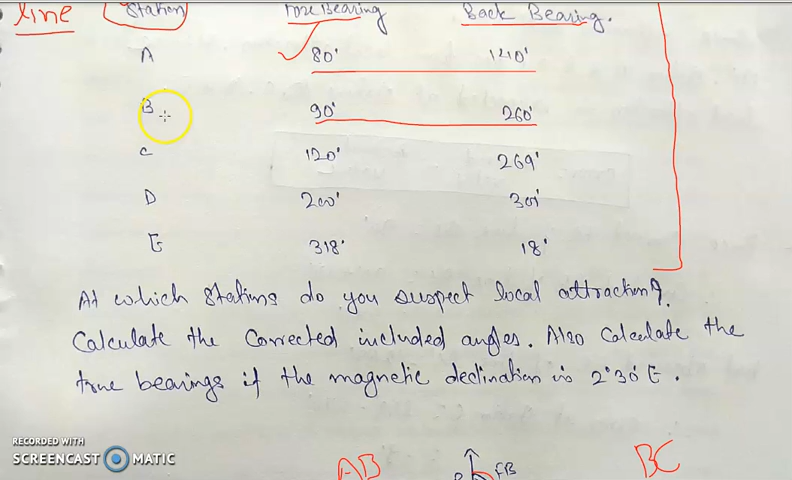 line Station Fore Bearing Back Bearing.
A 80' 140'
B 90' 260'
C 120' 269'
D 200' 301'
E 318' 18'
At which stations do you suspect local attraction?
Calculate the corrected included angles. Also calculate the
true bearings if the magnetic declination is 2°30' E.
RECORDED WITH
SCREENCAST MATIC
AB FB BC